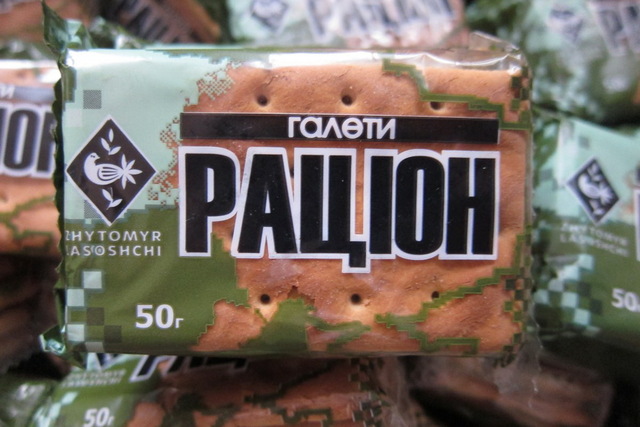 галети
РАЦІОН
ZHYTOMYR
LASOSHCHI
50г